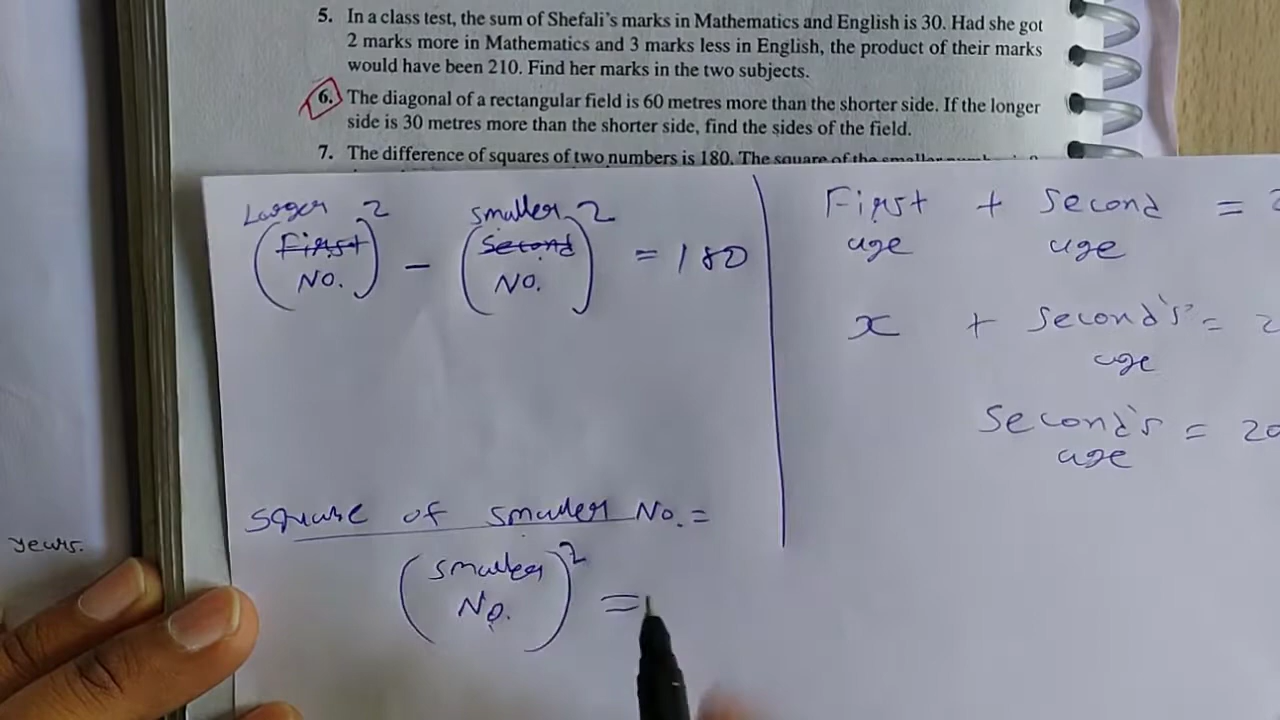 5. In a class test, the sum of Shefali's marks in Mathematics and English is 30. Had she got
2 marks more in Mathematics and 3 marks less in English, the product of their marks
would have been 210. Find her marks in the two subjects.
6. The diagonal of a rectangular field is 60 metres more than the shorter side. If the longer
side is 30 metres more than the shorter side, find the sides of the field.
7. The difference of squares of two numbers is 180. The square of the smaller
Larger 2 smaller 2
(First No.) - (Second No.) = 180
First age + Second age =
x + Second's age =
Second's age = 20
Square of smaller No. =
(smaller No.)2 =
years.